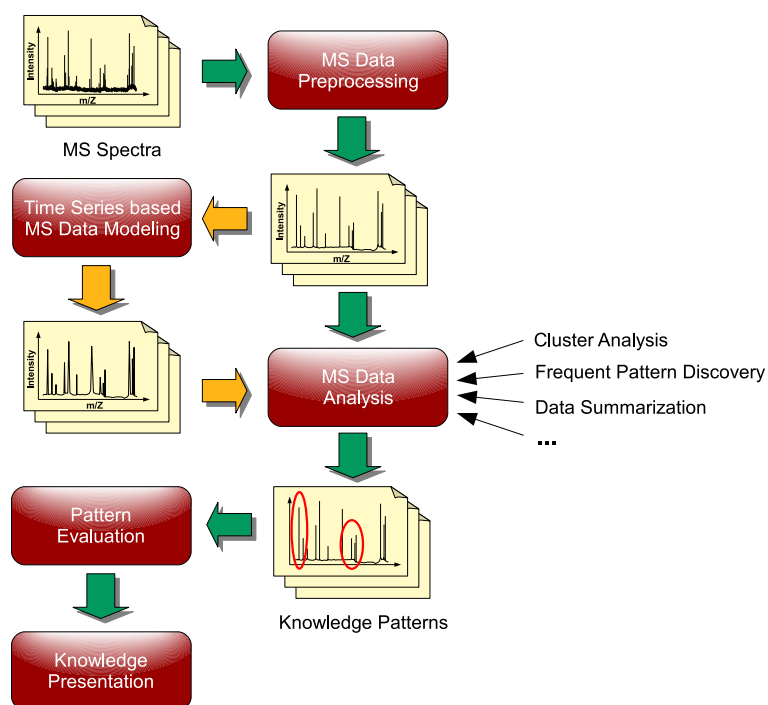 Intensity
m/Z
MS Spectra
MS Data
Preprocessing
Time Series based
MS Data Modeling
Intensity
m/Z
Intensity
m/Z
MS Data
Analysis
Cluster Analysis
Frequent Pattern Discovery
Data Summarization
...
Pattern
Evaluation
Knowledge Patterns
Knowledge
Presentation